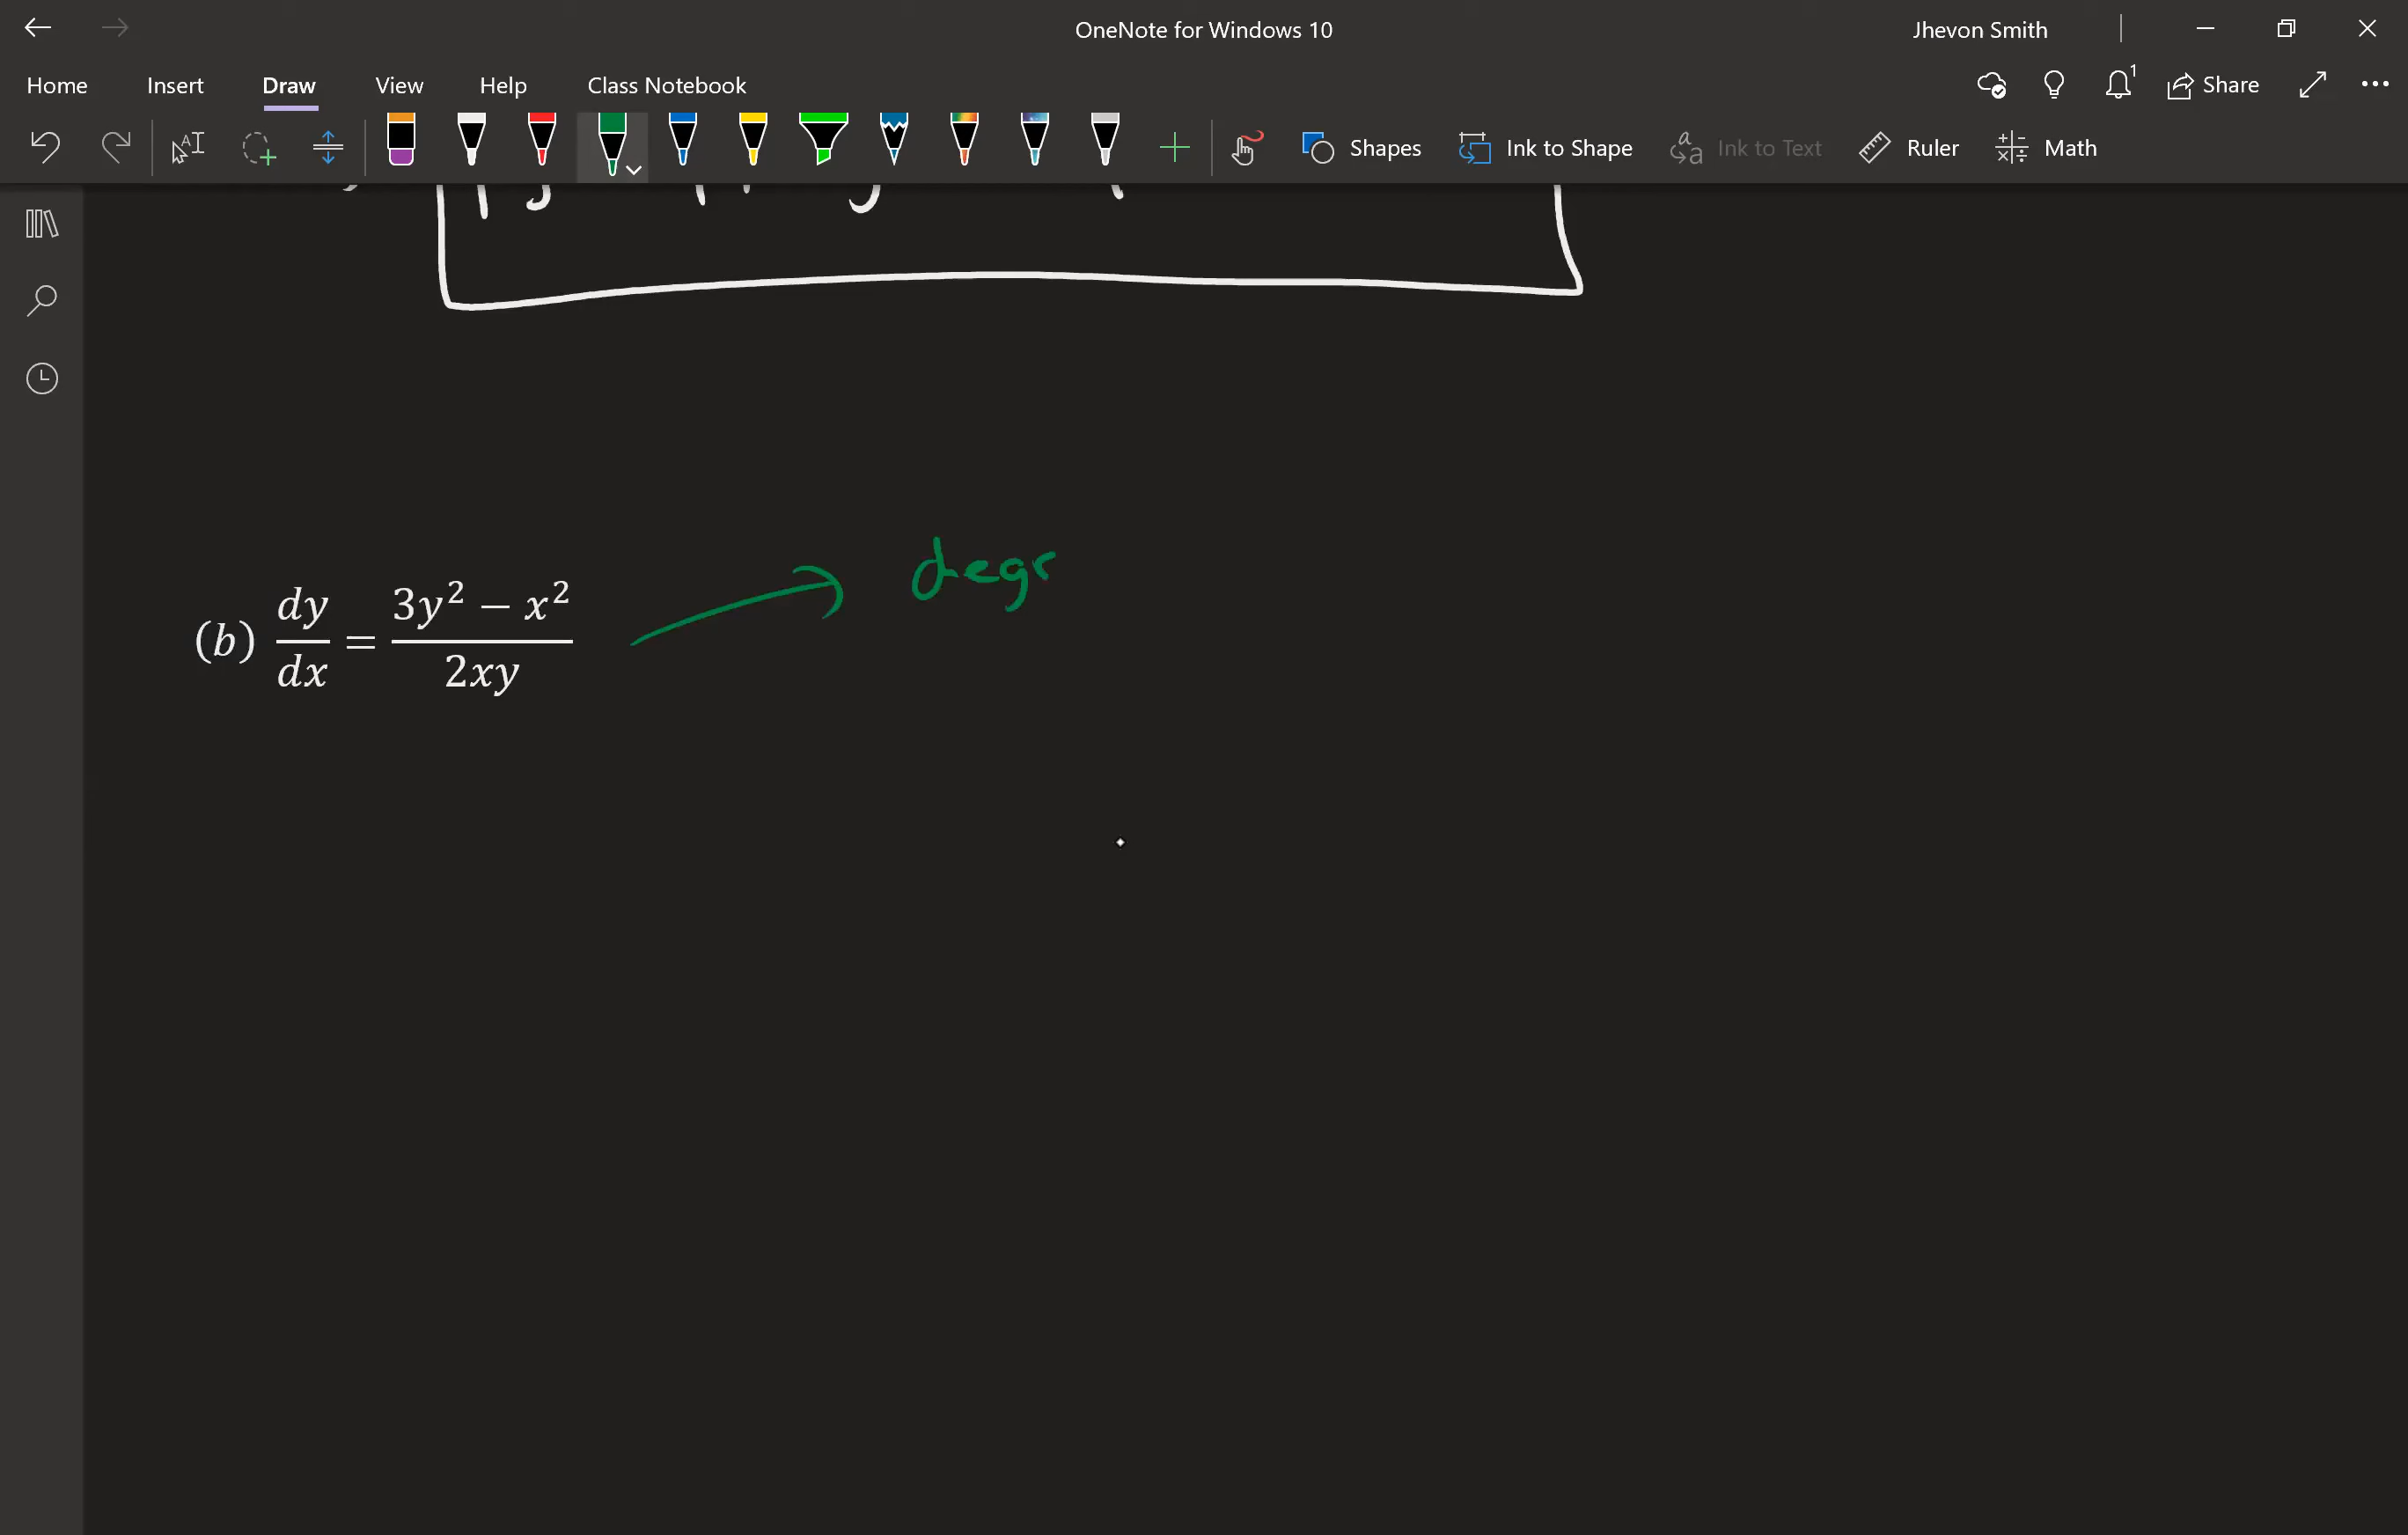 OneNote for Windows 10
Jhevon Smith
Home Insert Draw View Help Class Notebook
1
Share
Shapes Ink to Shape Ink to Text Ruler Math
(b) dy/dx = (3y² − x²)/(2xy)
degr